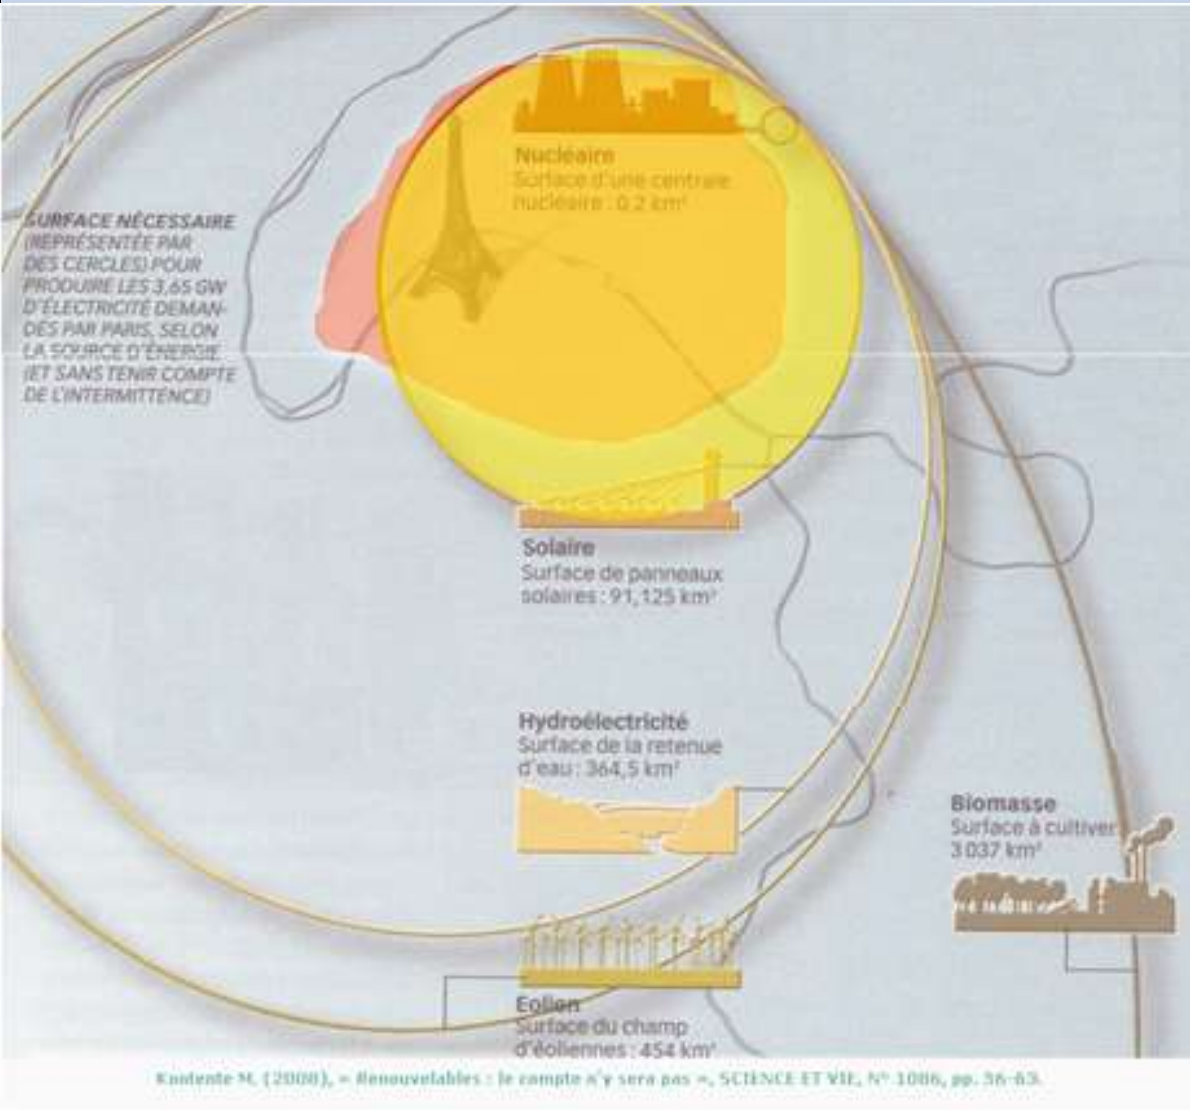 Nucléaire
Surface d'une centrale
nucléaire : 0,2 km²
SURFACE NÉCESSAIRE
(REPRÉSENTÉE PAR
DES CERCLES) POUR
PRODUIRE LES 3,65 GW
D'ÉLECTRICITÉ DEMAN-
DÉS PAR PARIS, SELON
LA SOURCE D'ÉNERGIE
(ET SANS TENIR COMPTE
DE L'INTERMITTENCE)
Solaire
Surface de panneaux
solaires : 91,125 km²
Hydroélectricité
Surface de la retenue
d'eau : 364,5 km²
Biomasse
Surface à cultiver
3 037 km²
Eolien
Surface du champ
d'éoliennes : 454 km²
M. (2008), « Renouvelables : le compte n'y sera pas », SCIENCE ET VIE, N° 1086, pp. 56-63.